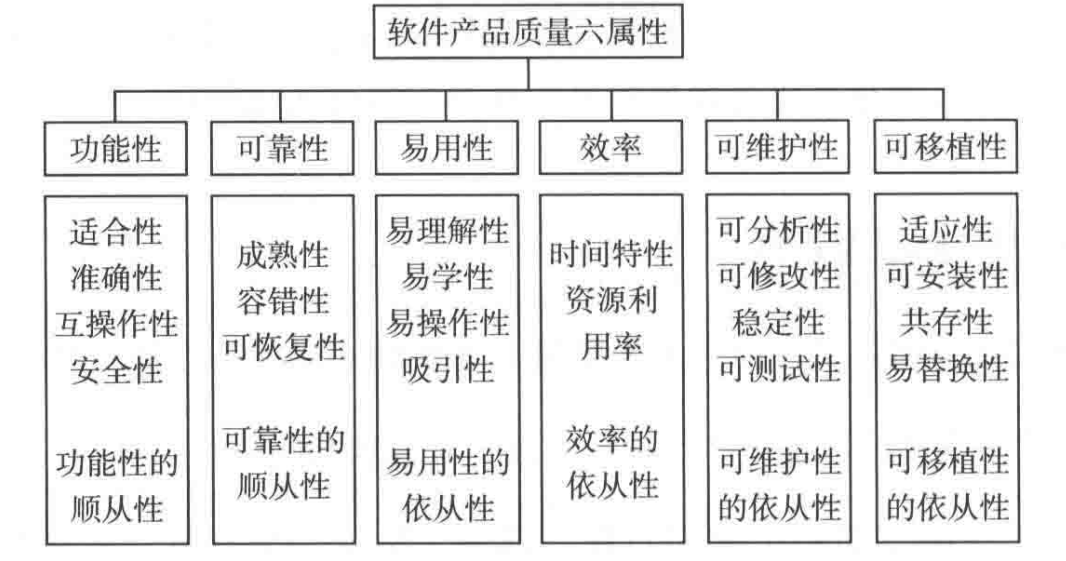 软件产品质量六属性
功能性
可靠性
易用性
效率
可维护性
可移植性
适合性
准确性
互操作性
安全性
功能性的
顺从性
成熟性
容错性
可恢复性
可靠性的
顺从性
易理解性
易学性
易操作性
吸引性
易用性的
依从性
时间特性
资源利
用率
效率的
依从性
可分析性
可修改性
稳定性
可测试性
可维护性
的依从性
适应性
可安装性
共存性
易替换性
可移植性
的依从性